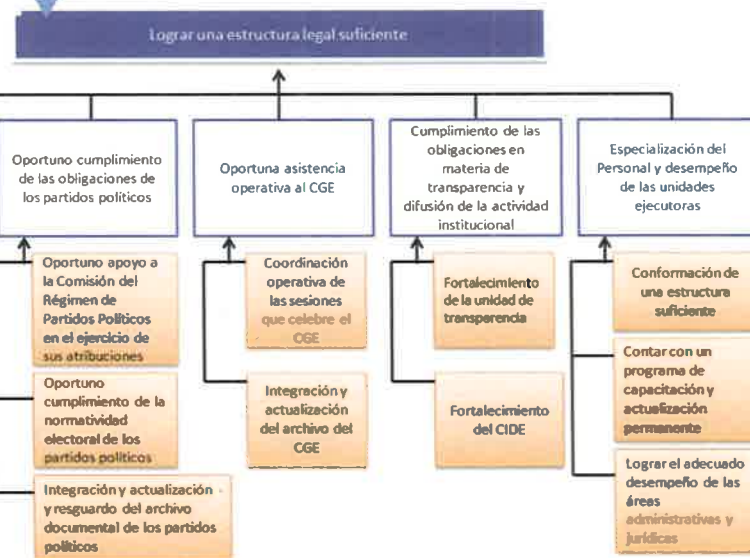 Lograr una estructura legal suficiente
Oportuno cumplimiento
de las obligaciones de
los partidos políticos
Oportuna asistencia
operativa al CGE
Cumplimiento de las
obligaciones en
materia de
transparencia y
difusión de la actividad
institucional
Especialización del
Personal y desempeño
de las unidades
ejecutoras
Oportuno apoyo a
la Comisión del
Régimen de
Partidos Políticos
en el ejercicio de
sus atribuciones
Oportuno
cumplimiento de la
normatividad
electoral de los
partidos políticos
Integración y actualización
y resguardo del archivo
documental de los partidos
políticos
Coordinación
operativa de
las sesiones
que celebre el
CGE
Integración y
actualización
del archivo del
CGE
Fortalecimiento
de la unidad de
transparencia
Fortalecimiento
del CIDE
Conformación de
una estructura
suficiente
Contar con un
programa de
capacitación y
actualización
permanente
Lograr el adecuado
desempeño de las
áreas
administrativas y
jurídicas